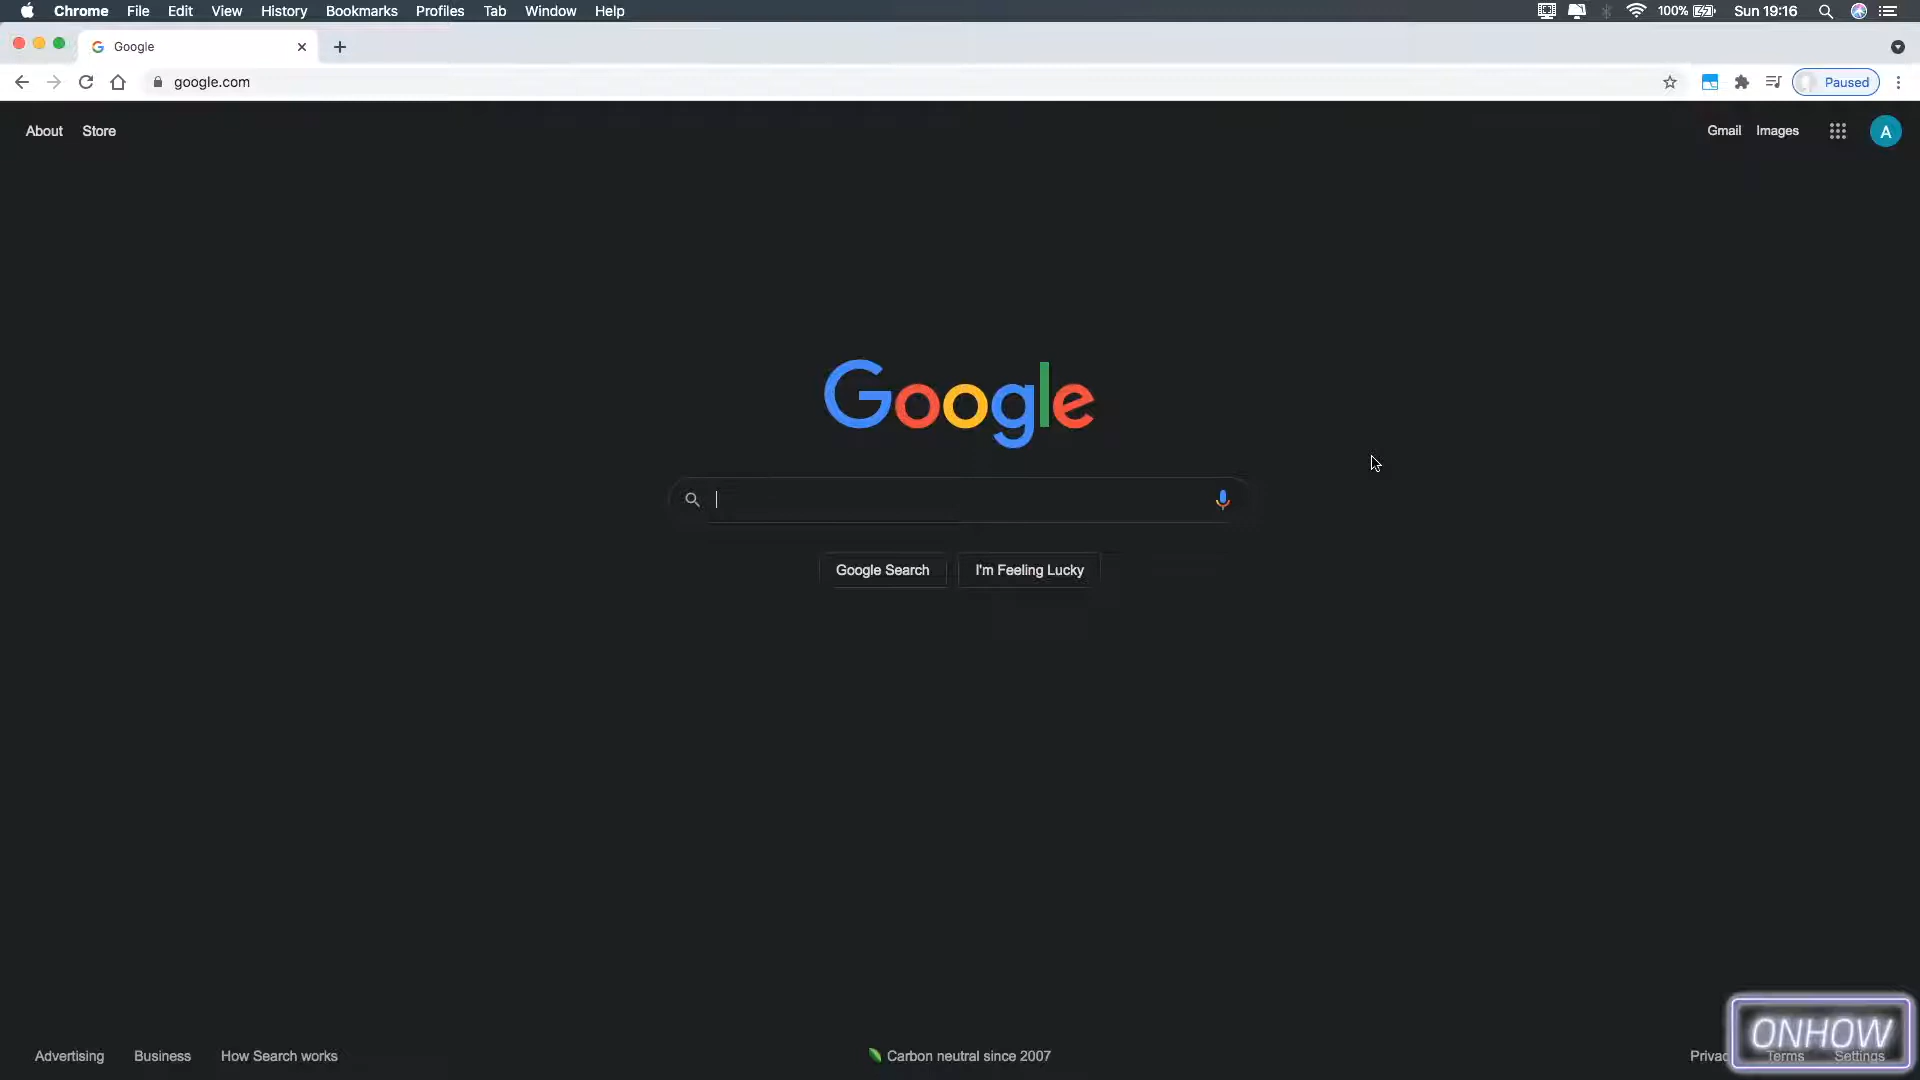 Chrome File Edit View History Bookmarks Profiles Tab Window Help 100% Sun 19:16
Google
google.com Paused
About Store Gmail Images A
Google
Google Search I'm Feeling Lucky
ONHOW
Advertising Business How Search works Carbon neutral since 2007 Privac Terms Settings